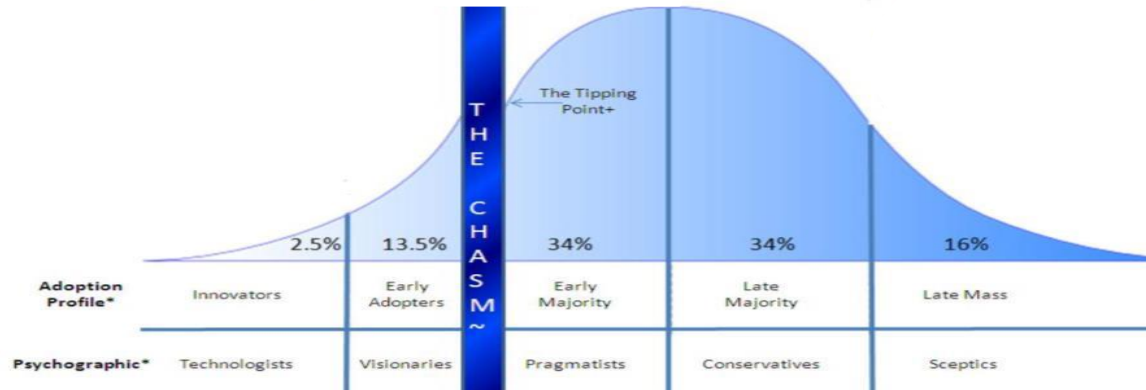 The Tipping
Point+
THE CHASM~
2.5%
13.5%
34%
34%
16%
Adoption
Profile*
Innovators
Early
Adopters
Early
Majority
Late
Majority
Late Mass
Psychographic*
Technologists
Visionaries
Pragmatists
Conservatives
Sceptics